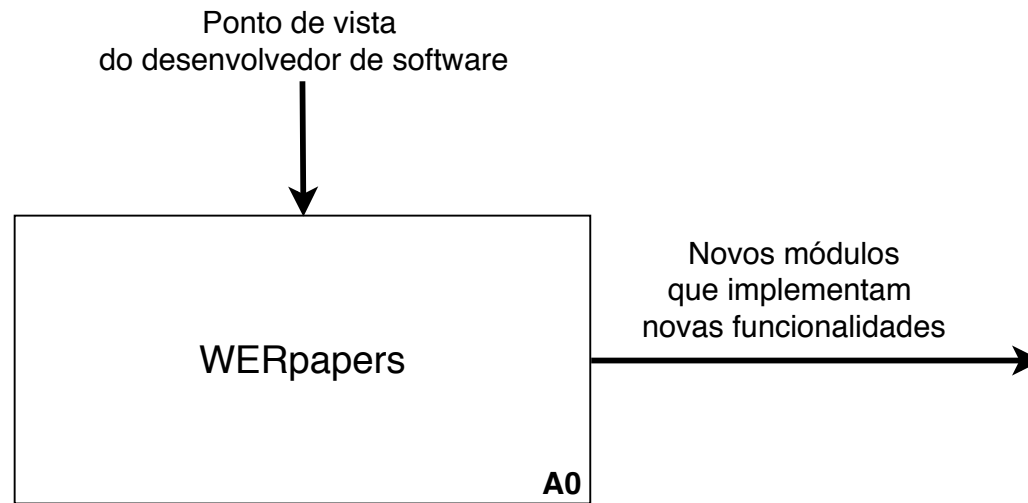 Ponto de vista
do desenvolvedor de software
Novos módulos
que implementam
novas funcionalidades
WERpapers
A0